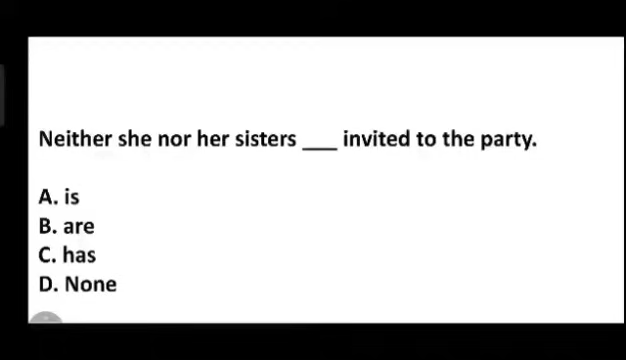 Neither she nor her sisters ___ invited to the party.
A. is
B. are
C. has
D. None